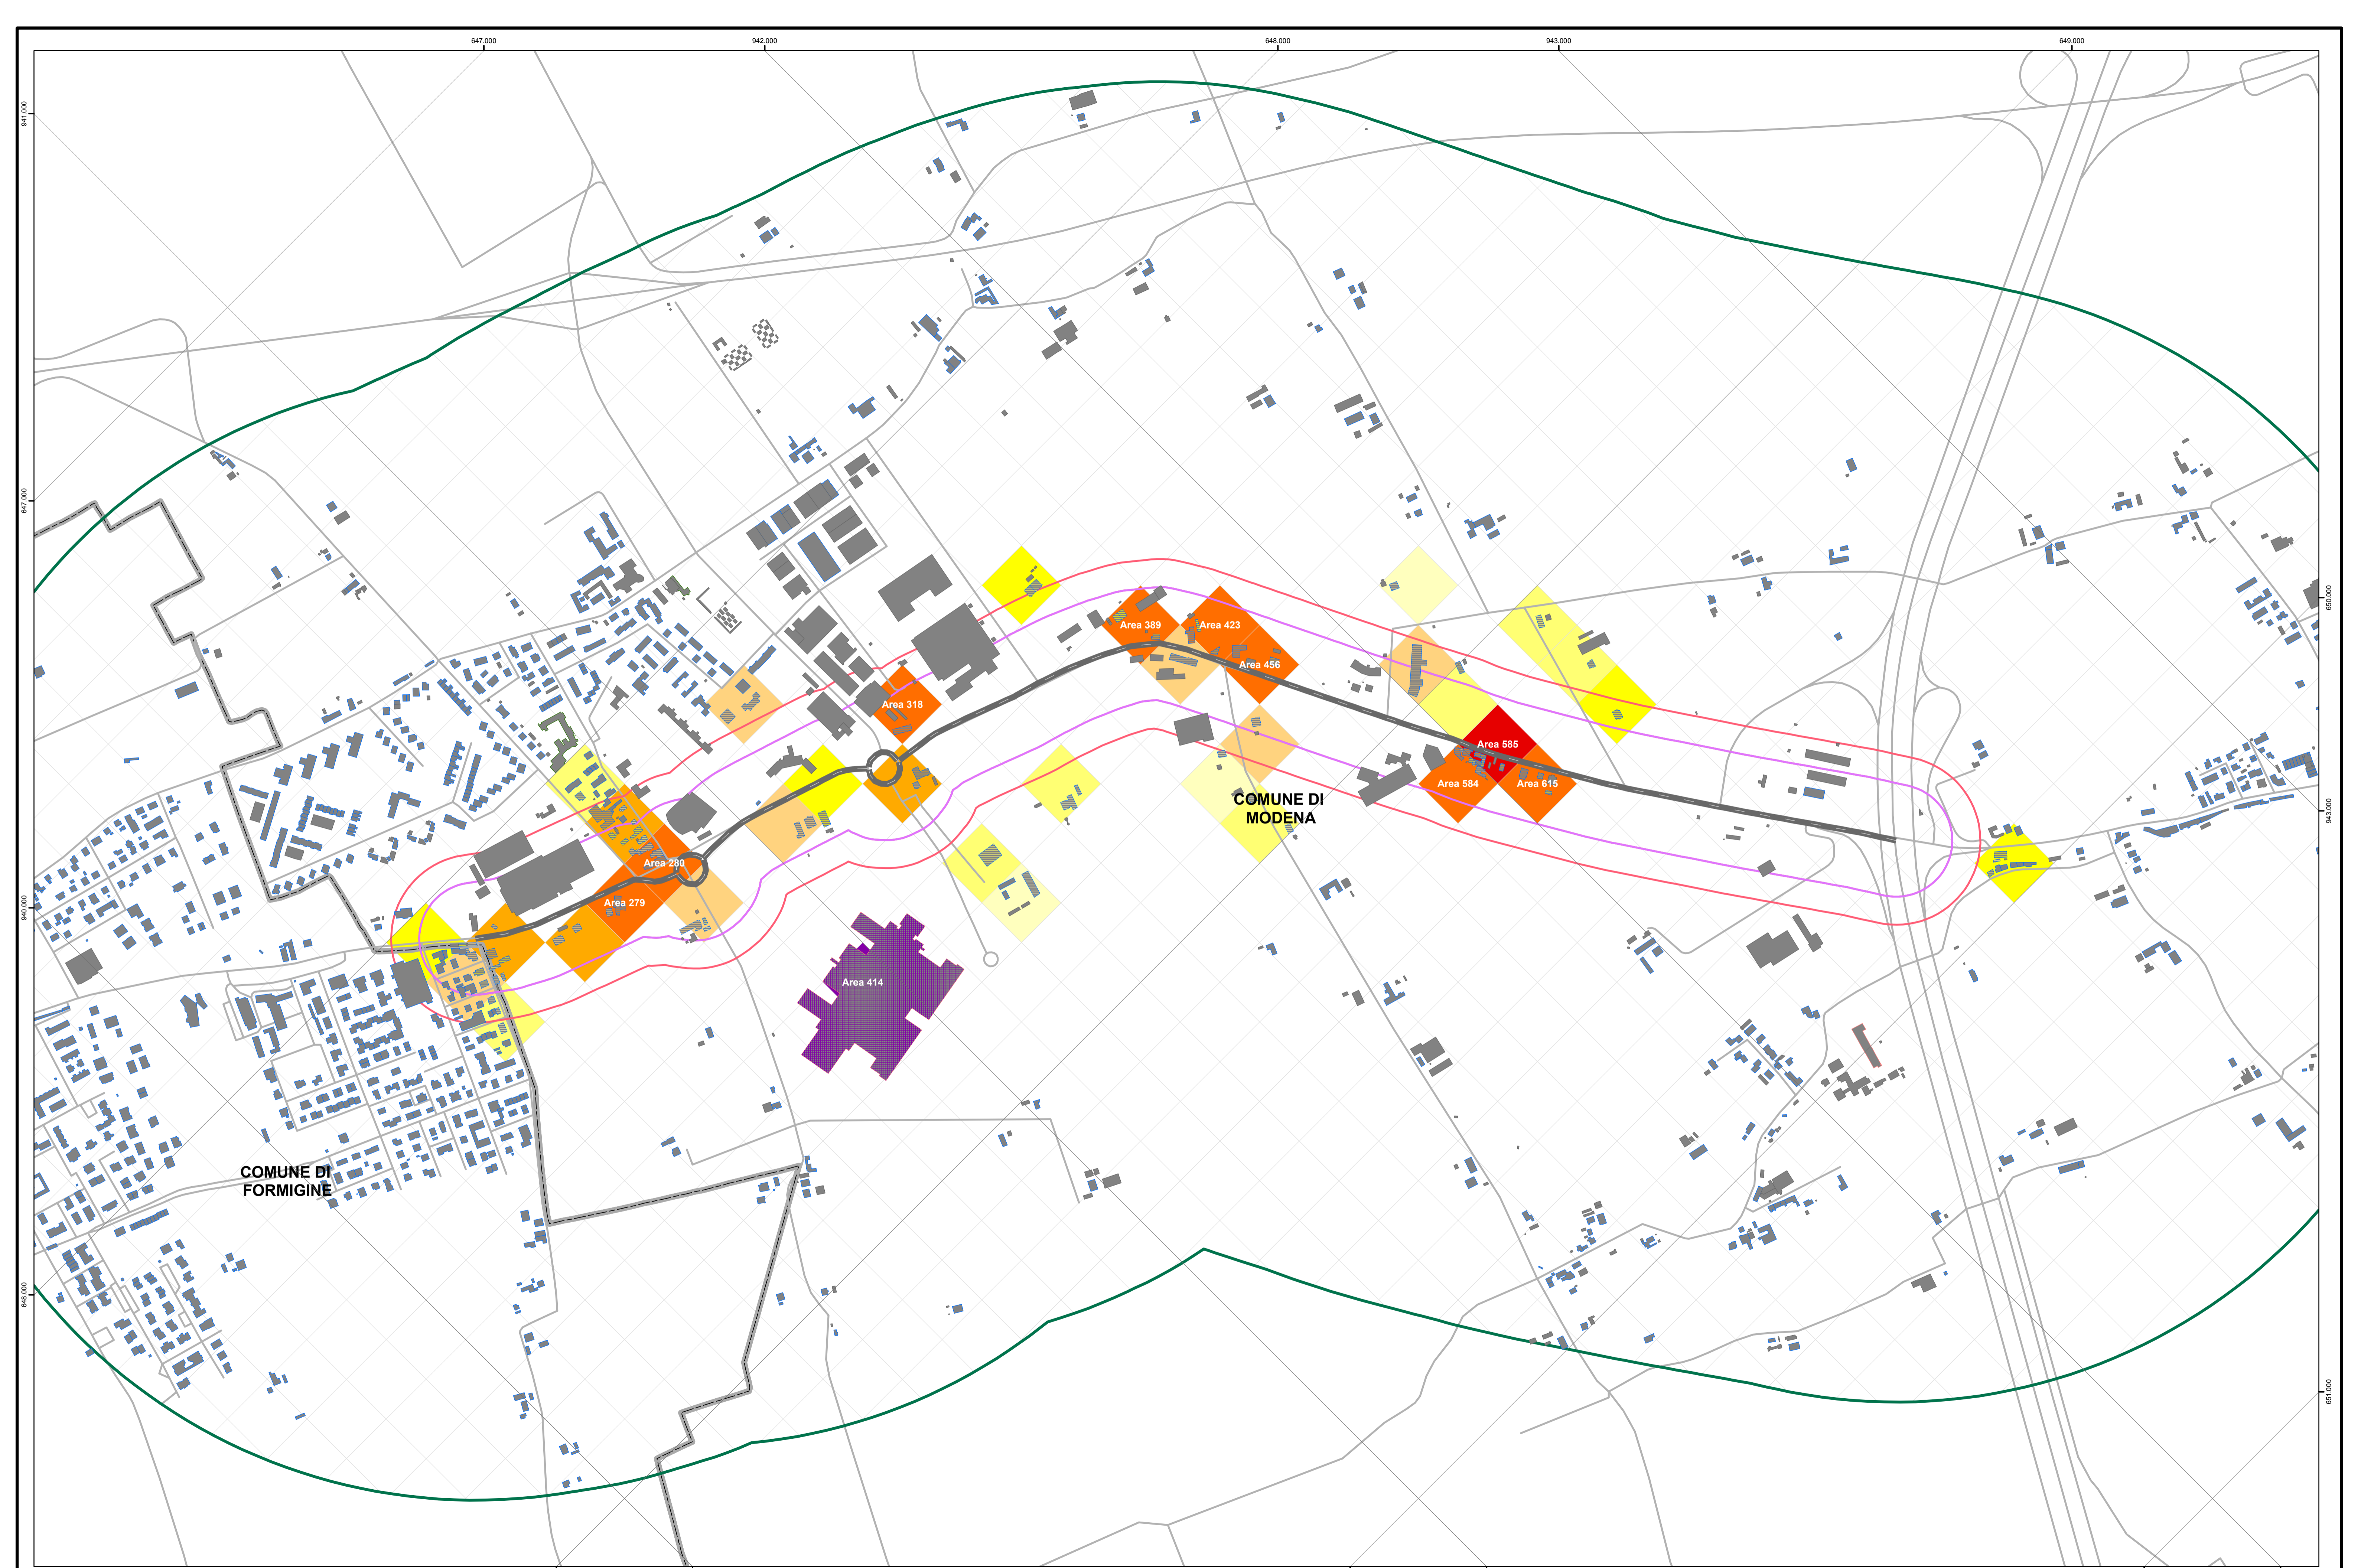 647.000
942.000
648.000
943.000
649.000
941.000
647.000
650.000
Area 389
Area 423
Area 456
Area 318
Area 585
Area 584
Area 615
COMUNE DI
MODENA
943.000
Area 280
Area 279
940.000
Area 414
COMUNE DI
FORMIGINE
648.000
651.000